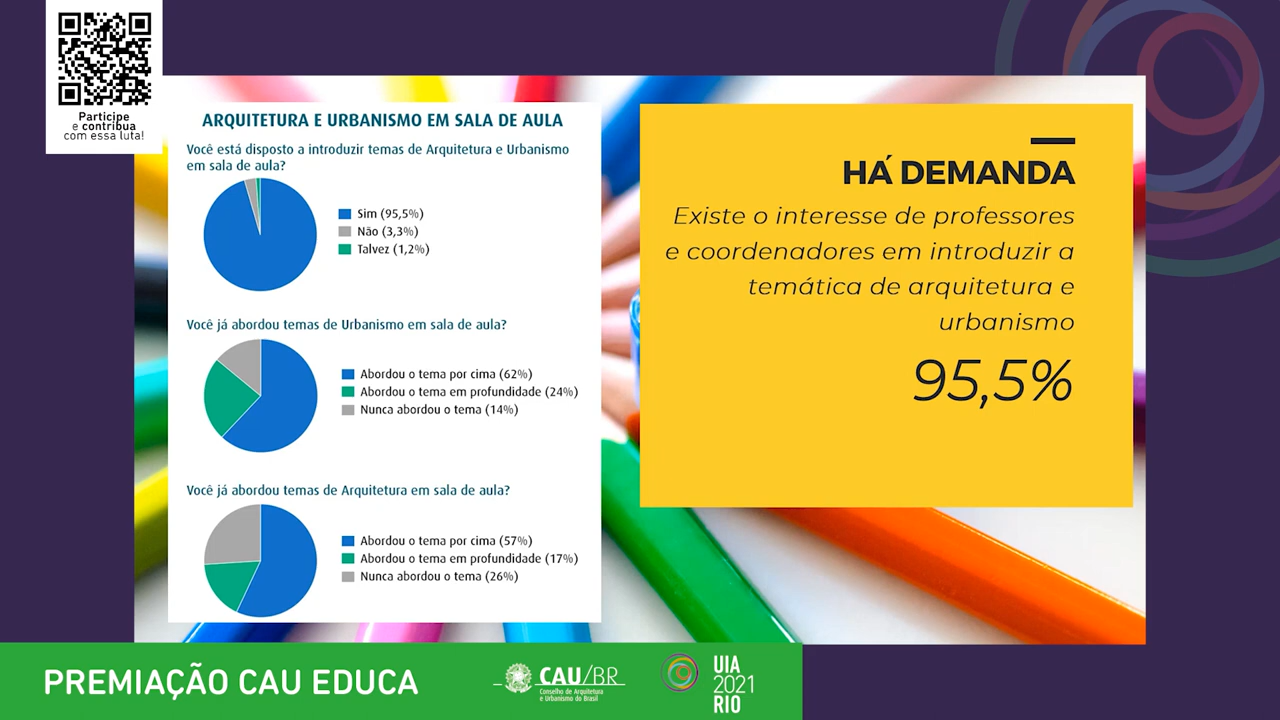 Participe
e contribua
com essa luta!
ARQUITETURA E URBANISMO EM SALA DE AULA
Você está disposto a introduzir temas de Arquitetura e Urbanismo
em sala de aula?
Sim (95,5%)
Não (3,3%)
Talvez (1,2%)
Você já abordou temas de Urbanismo em sala de aula?
Abordou o tema por cima (62%)
Abordou o tema em profundidade (24%)
Nunca abordou o tema (14%)
Você já abordou temas de Arquitetura em sala de aula?
Abordou o tema por cima (57%)
Abordou o tema em profundidade (17%)
Nunca abordou o tema (26%)
HÁ DEMANDA
Existe o interesse de professores
e coordenadores em introduzir a
temática de arquitetura e
urbanismo
95,5%
PREMIAÇÃO CAU EDUCA
CAU/BR
Conselho de Arquitetura
e Urbanismo do Brasil
UIA
2021
RIO